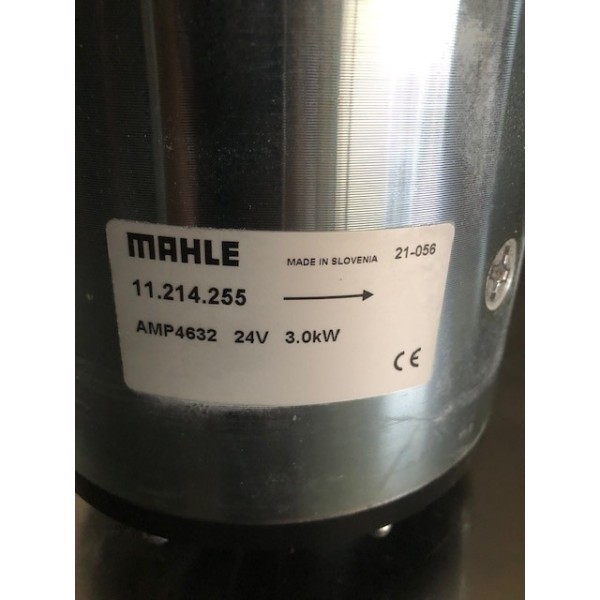 MAHLE MADE IN SLOVENIA 21-056
11.214.255
AMP4632 24V 3.0kW
CE